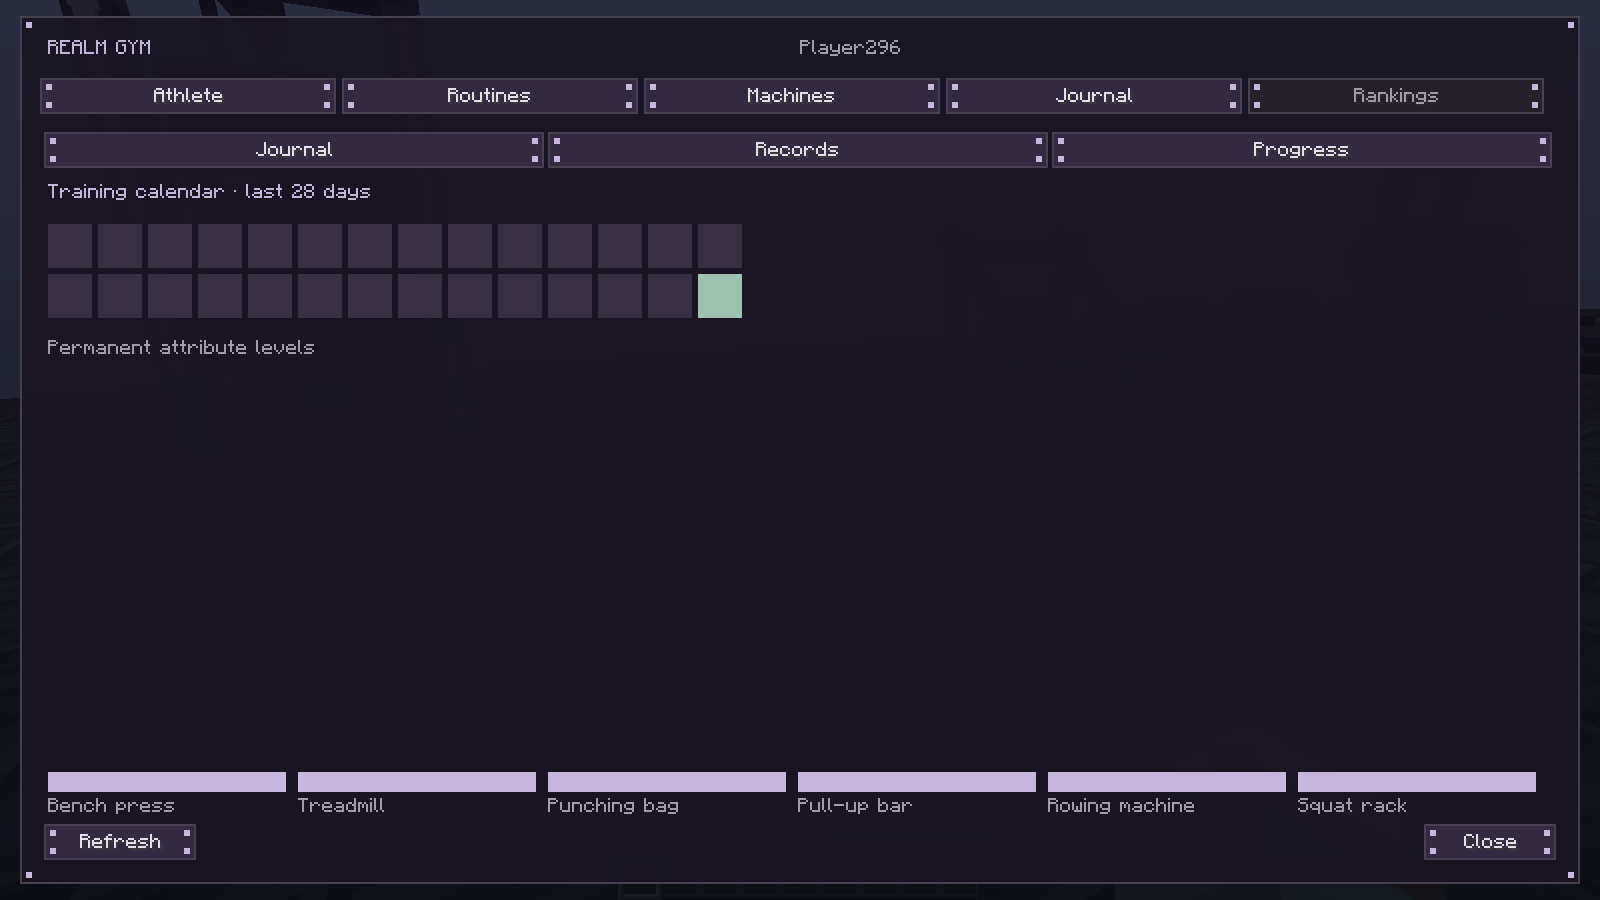 REALM GYM
Player296
Athlete
Routines
Machines
Journal
Rankings
Journal
Records
Progress
Training calendar · last 28 days
Permanent attribute levels
Bench press
Treadmill
Punching bag
Pull-up bar
Rowing machine
Squat rack
Refresh
Close